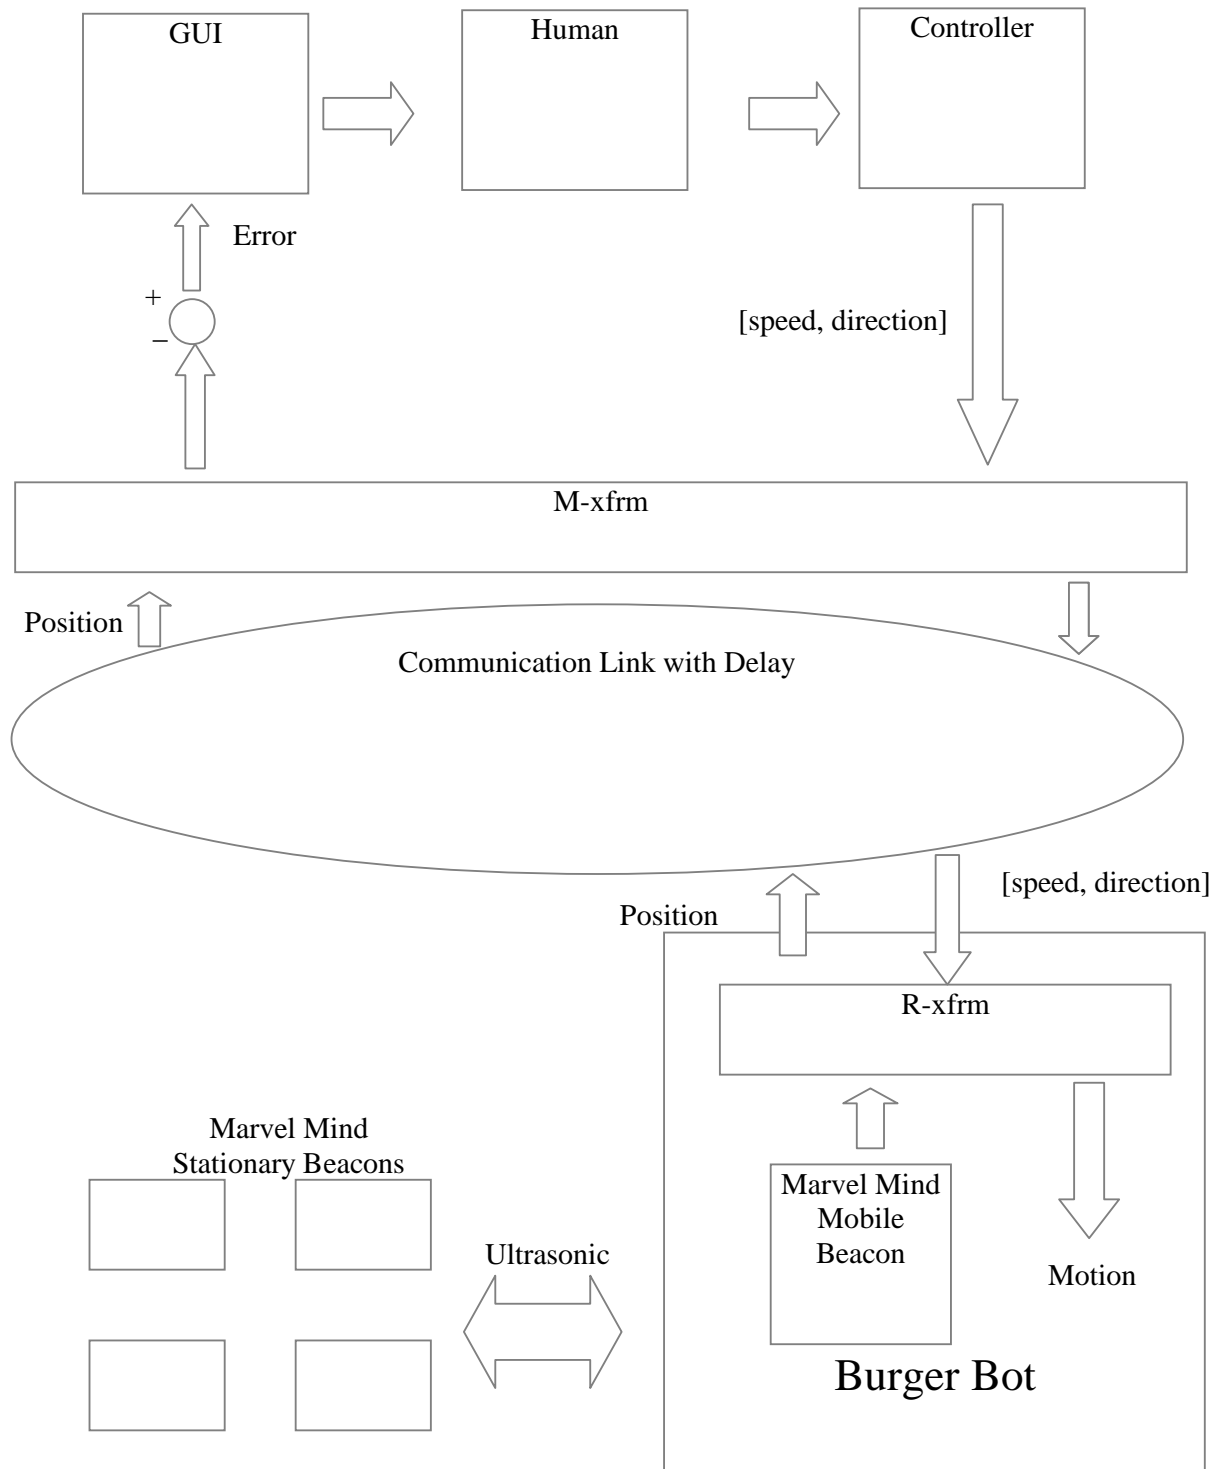 GUI
Human
Controller
Error
+
−
[speed, direction]
M-xfrm
Position
Communication Link with Delay
[speed, direction]
Position
R-xfrm
Marvel Mind
Stationary Beacons
Marvel Mind
Mobile
Beacon
Ultrasonic
Motion
Burger Bot